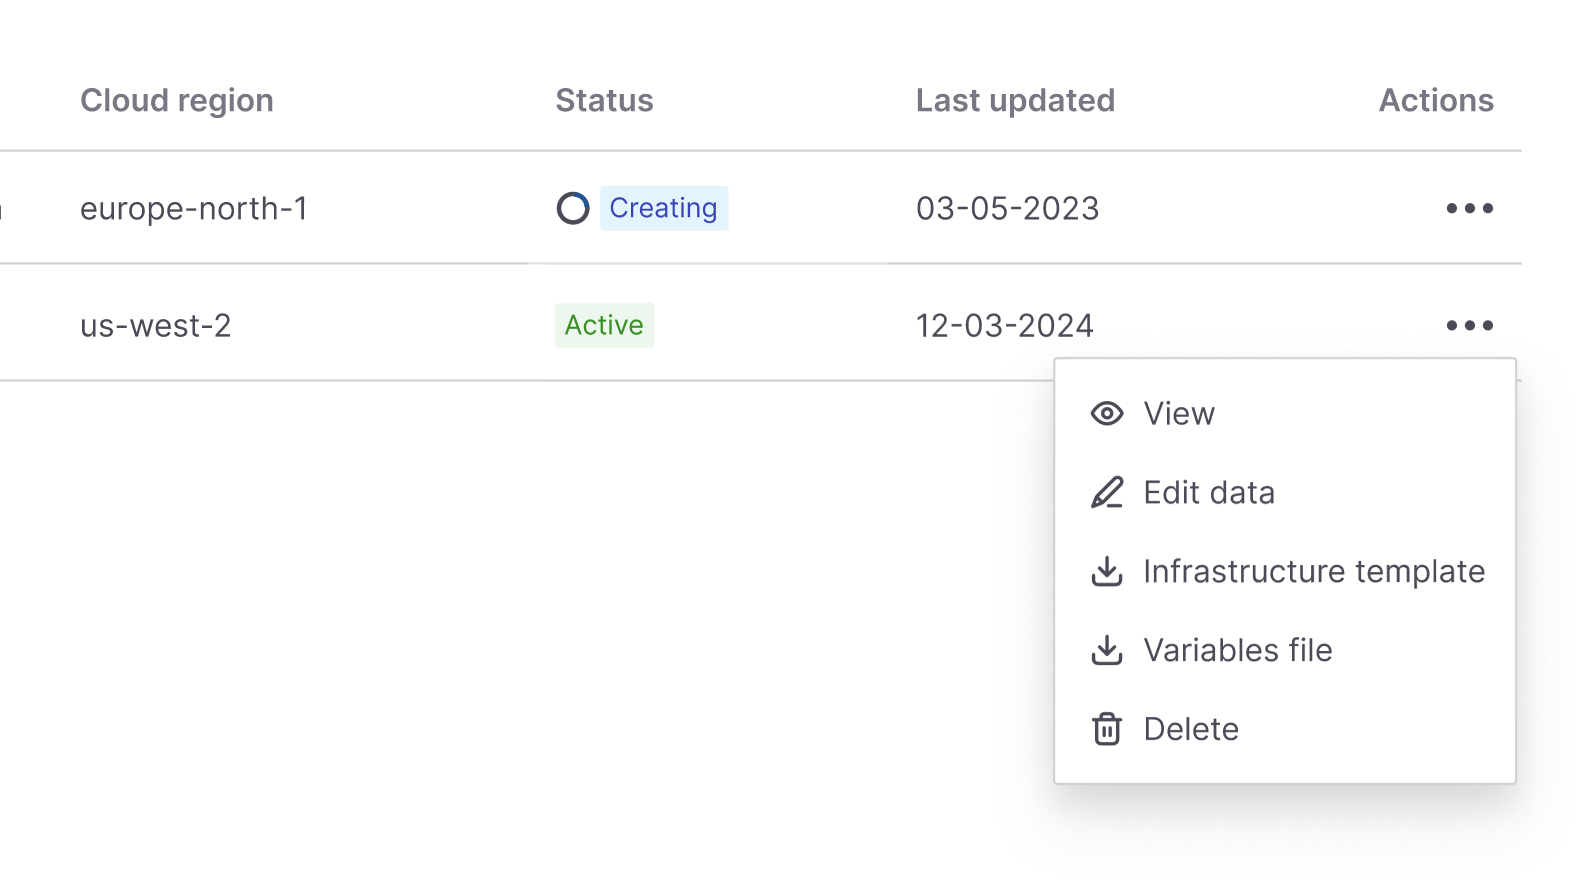 Cloud region Status Last updated Actions
europe-north-1 Creating 03-05-2023
us-west-2 Active 12-03-2024
View
Edit data
Infrastructure template
Variables file
Delete